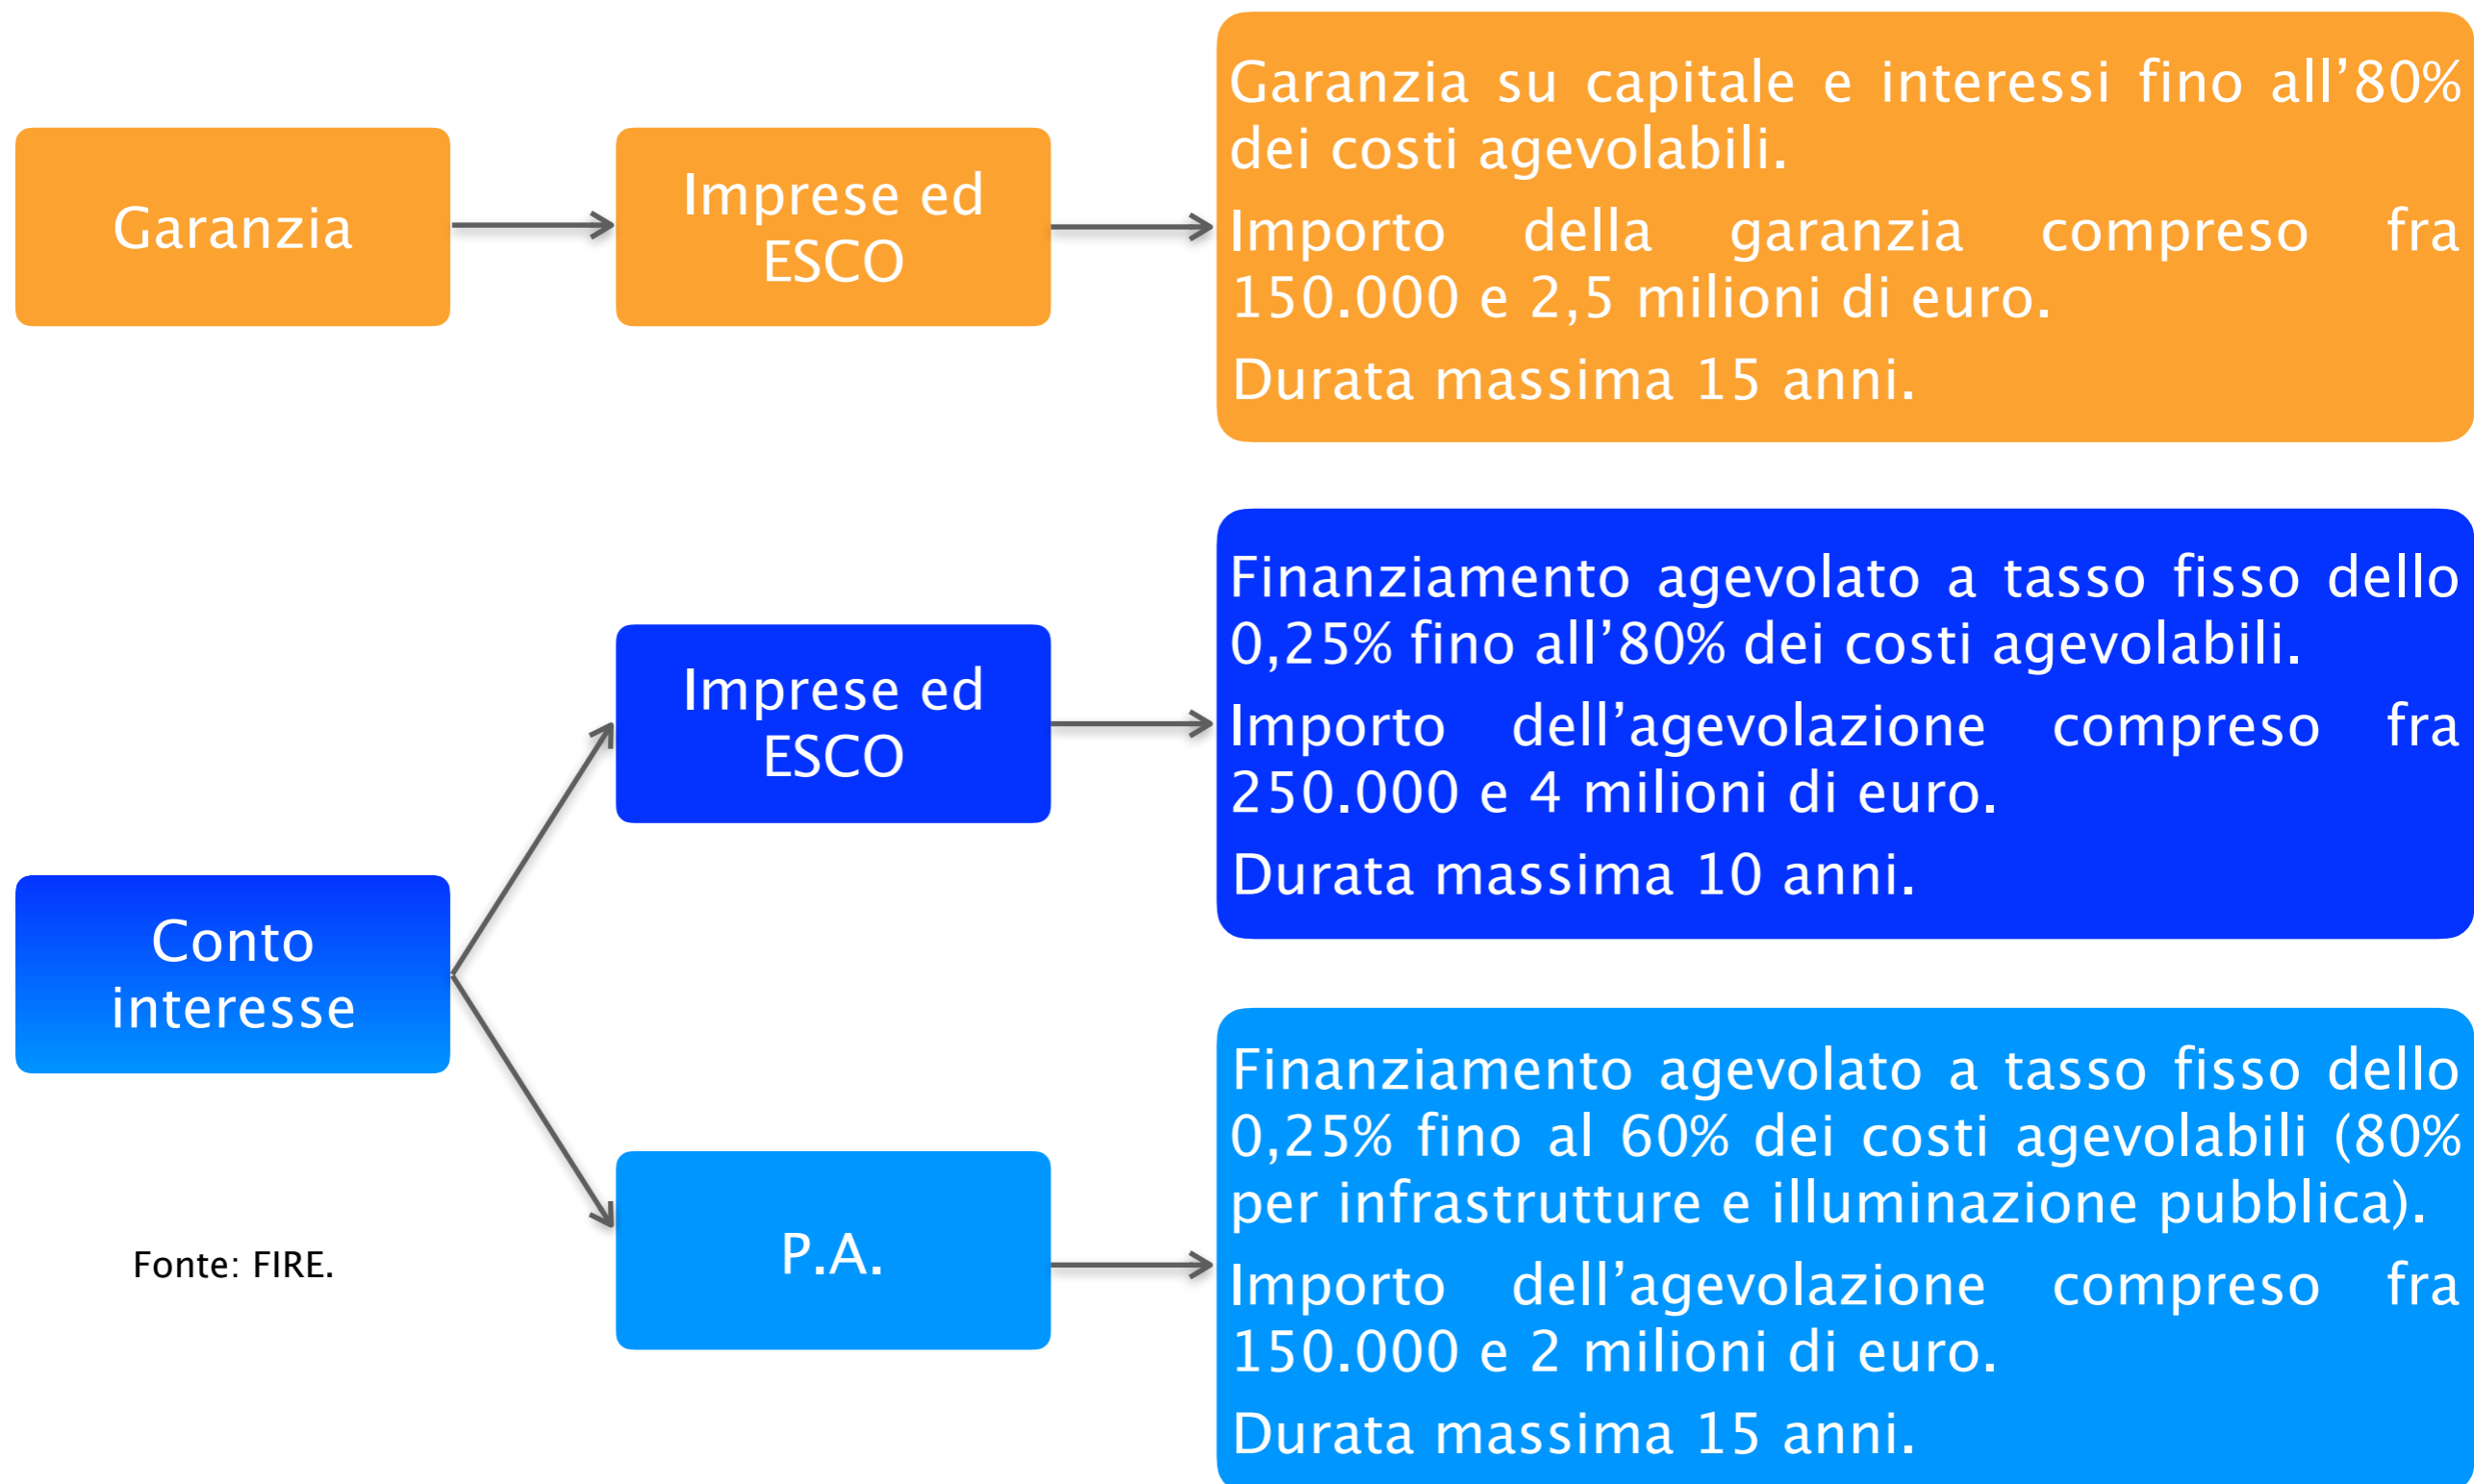 Garanzia
Imprese ed
ESCO
Garanzia su capitale e interessi fino all’80%
dei costi agevolabili.
Importo della garanzia compreso fra
150.000 e 2,5 milioni di euro.
Durata massima 15 anni.
Conto
interesse
Imprese ed
ESCO
Finanziamento agevolato a tasso fisso dello
0,25% fino all’80% dei costi agevolabili.
Importo dell’agevolazione compreso fra
250.000 e 4 milioni di euro.
Durata massima 10 anni.
P.A.
Finanziamento agevolato a tasso fisso dello
0,25% fino al 60% dei costi agevolabili (80%
per infrastrutture e illuminazione pubblica).
Importo dell’agevolazione compreso fra
150.000 e 2 milioni di euro.
Durata massima 15 anni.
Fonte: FIRE.